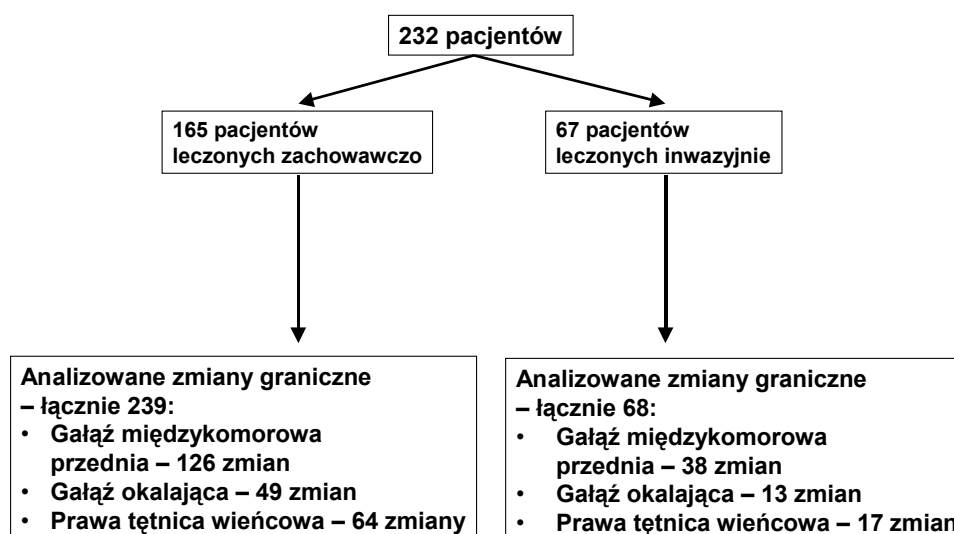 232 pacjentów
165 pacjentów
leczonych zachowawczo
67 pacjentów
leczonych inwazyjnie
Analizowane zmiany graniczne
– łącznie 239:
• Gałąź międzykomorowa
przednia – 126 zmian
• Gałąź okalająca – 49 zmian
• Prawa tętnica wieńcowa – 64 zmiany
Analizowane zmiany graniczne
– łącznie 68:
• Gałąź międzykomorowa
przednia – 38 zmian
• Gałąź okalająca – 13 zmian
• Prawa tętnica wieńcowa – 17 zmian